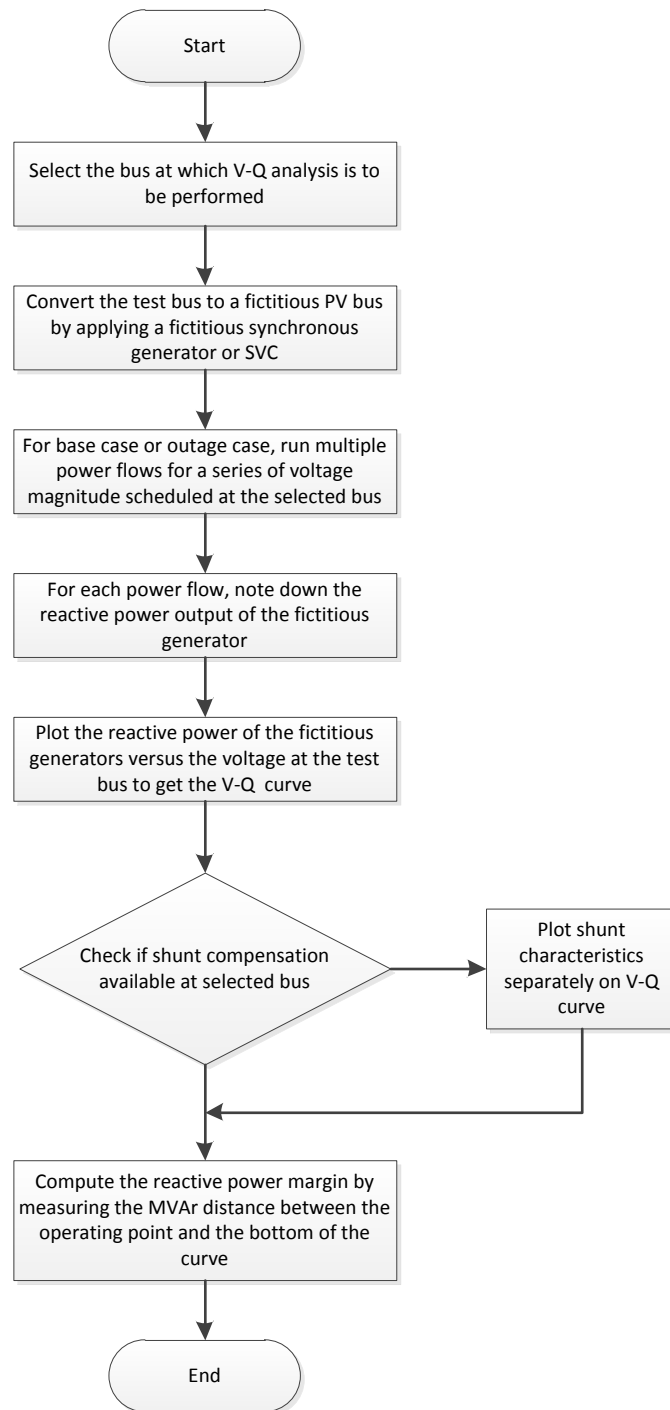 Start
Select the bus at which V-Q analysis is to
be performed
Convert the test bus to a fictitious PV bus
by applying a fictitious synchronous
generator or SVC
For base case or outage case, run multiple
power flows for a series of voltage
magnitude scheduled at the selected bus
For each power flow, note down the
reactive power output of the fictitious
generator
Plot the reactive power of the fictitious
generators versus the voltage at the test
bus to get the V-Q curve
Check if shunt compensation
available at selected bus
Plot shunt
characteristics
separately on V-Q
curve
Compute the reactive power margin by
measuring the MVAr distance between the
operating point and the bottom of the
curve
End